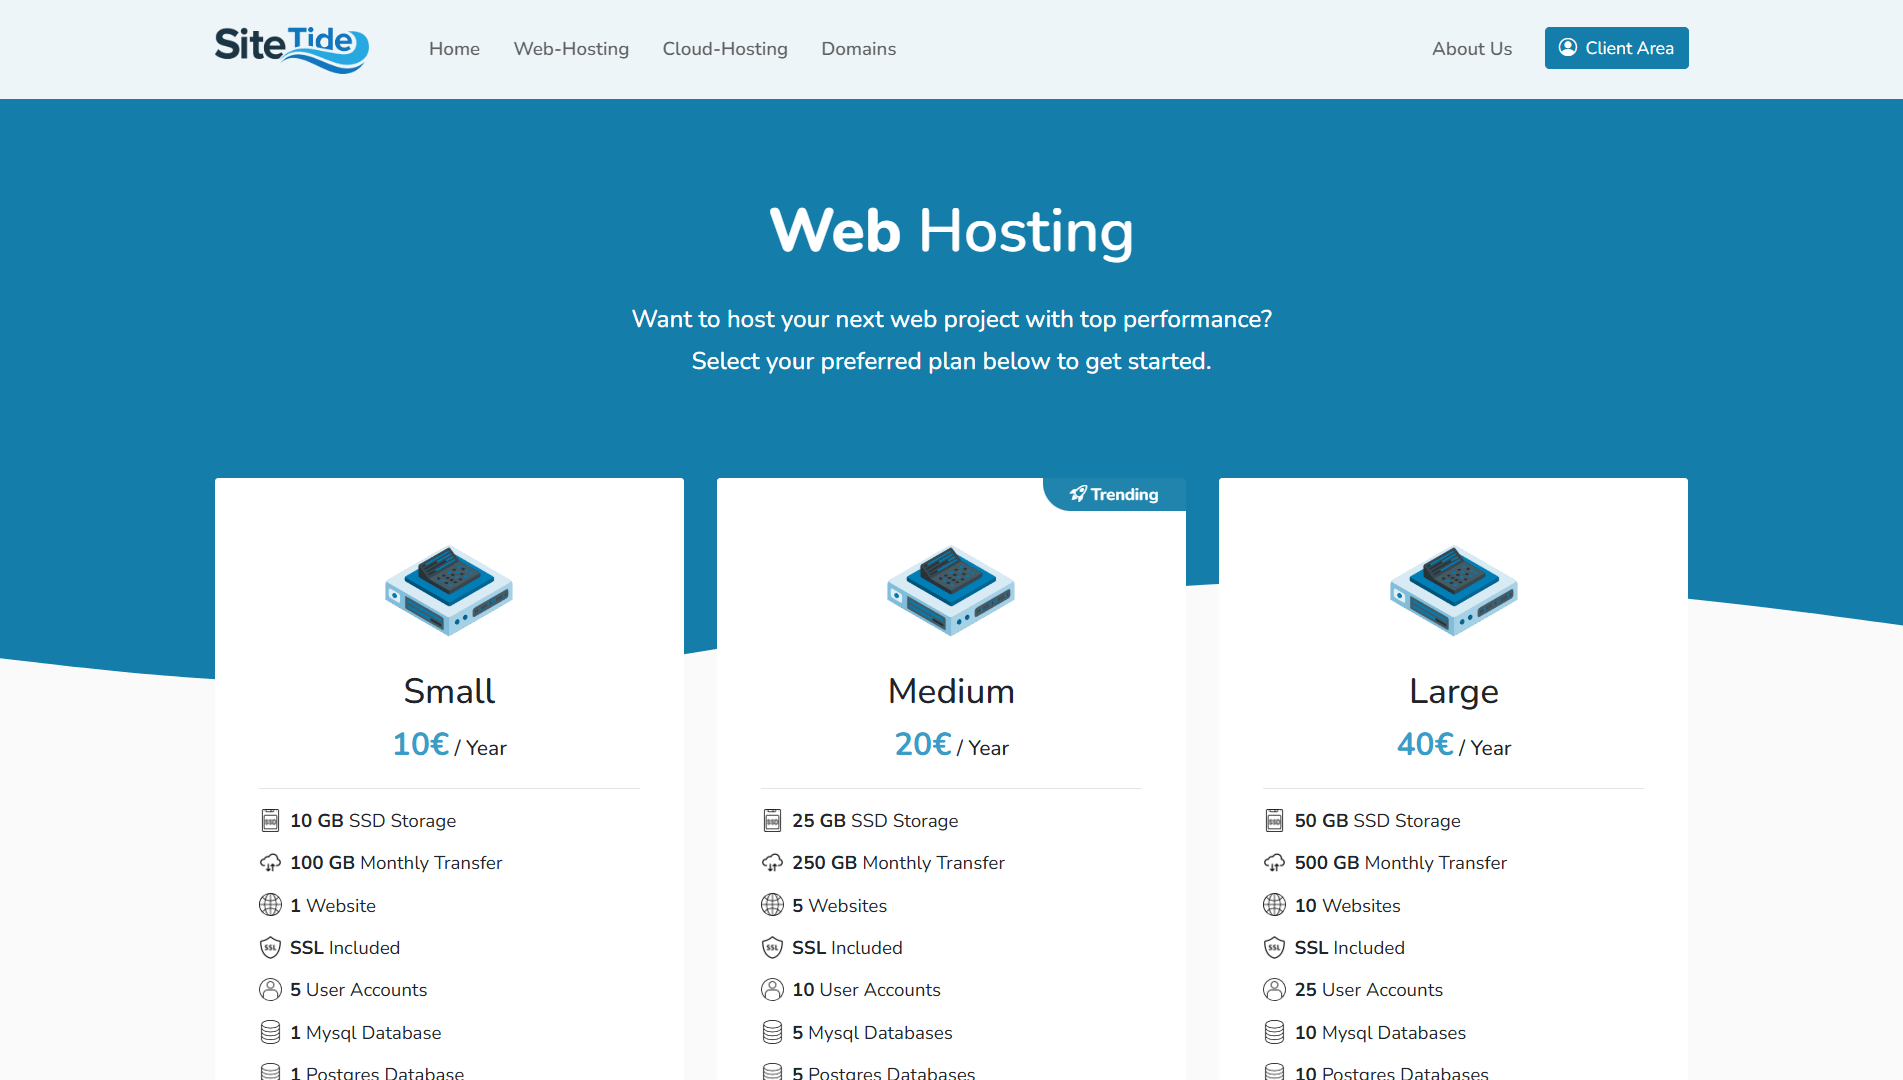 SiteTide
Home
Web-Hosting
Cloud-Hosting
Domains
About Us
Client Area
Web Hosting
Want to host your next web project with top performance?
Select your preferred plan below to get started.
Small
10€ / Year
10 GB SSD Storage
100 GB Monthly Transfer
1 Website
SSL Included
5 User Accounts
1 Mysql Database
1 Postgres Database
Trending
Medium
20€ / Year
25 GB SSD Storage
250 GB Monthly Transfer
5 Websites
SSL Included
10 User Accounts
5 Mysql Databases
5 Postgres Databases
Large
40€ / Year
50 GB SSD Storage
500 GB Monthly Transfer
10 Websites
SSL Included
25 User Accounts
10 Mysql Databases
10 Postgres Databases